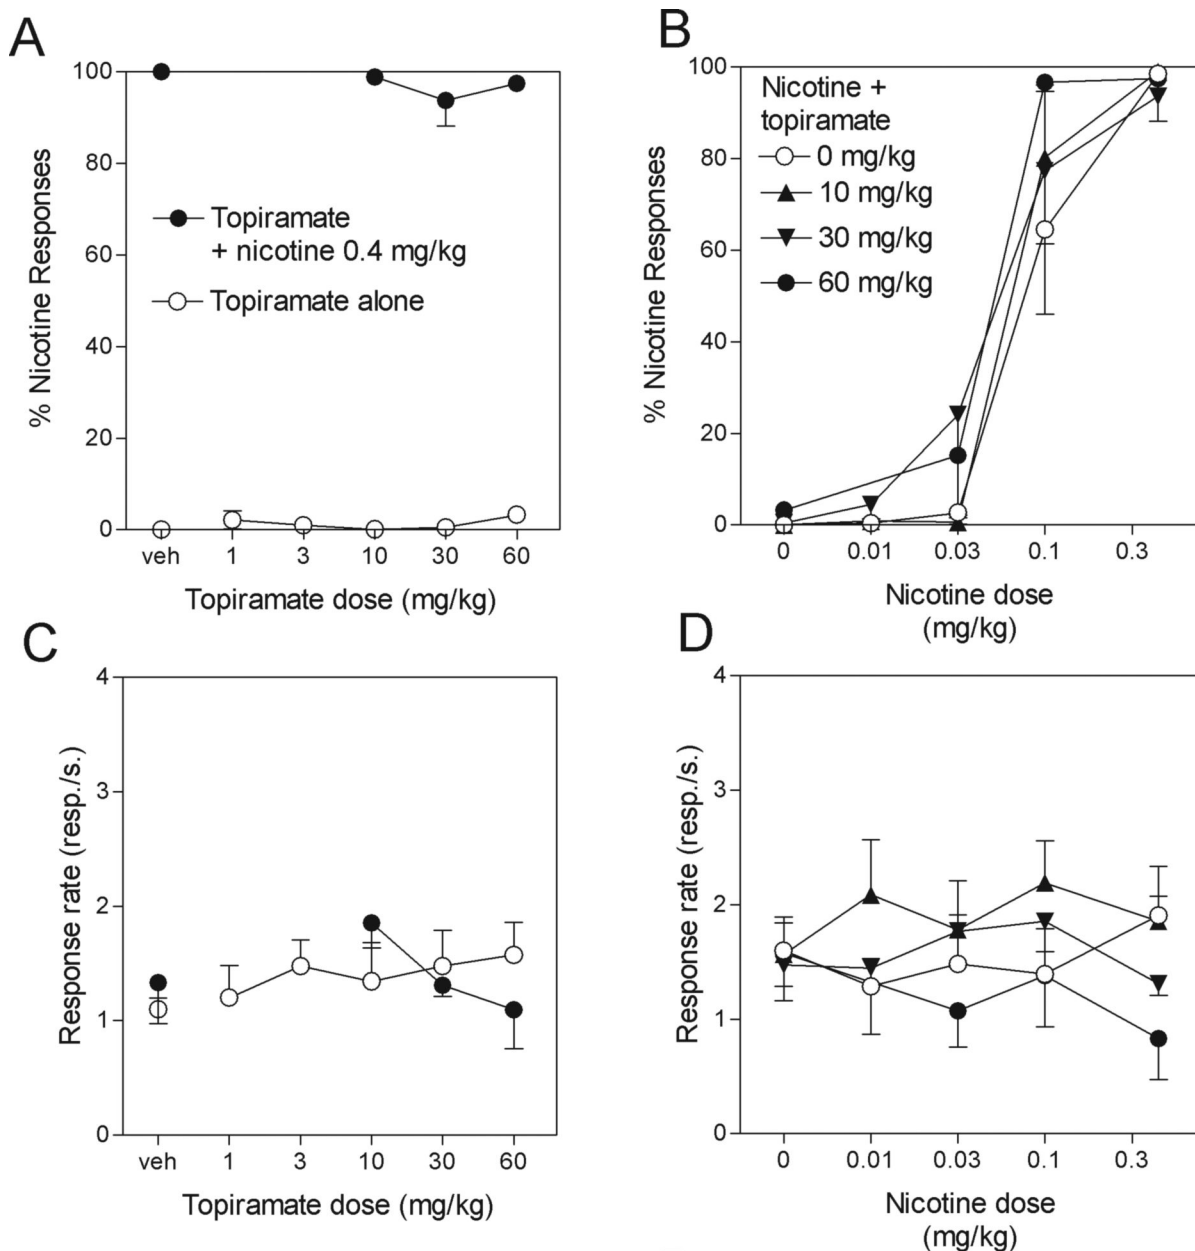 A
% Nicotine Responses
100
80
60
40
20
0
Topiramate
+ nicotine 0.4 mg/kg
Topiramate alone
veh 1 3 10 30 60
Topiramate dose (mg/kg)
B
% Nicotine Responses
100
80
60
40
20
0
Nicotine +
topiramate
0 mg/kg
10 mg/kg
30 mg/kg
60 mg/kg
0 0.01 0.03 0.1 0.3
Nicotine dose
(mg/kg)
C
Response rate (resp./s.)
4
3
2
1
0
veh 1 3 10 30 60
Topiramate dose (mg/kg)
D
Response rate (resp./s.)
4
3
2
1
0
0 0.01 0.03 0.1 0.3
Nicotine dose
(mg/kg)